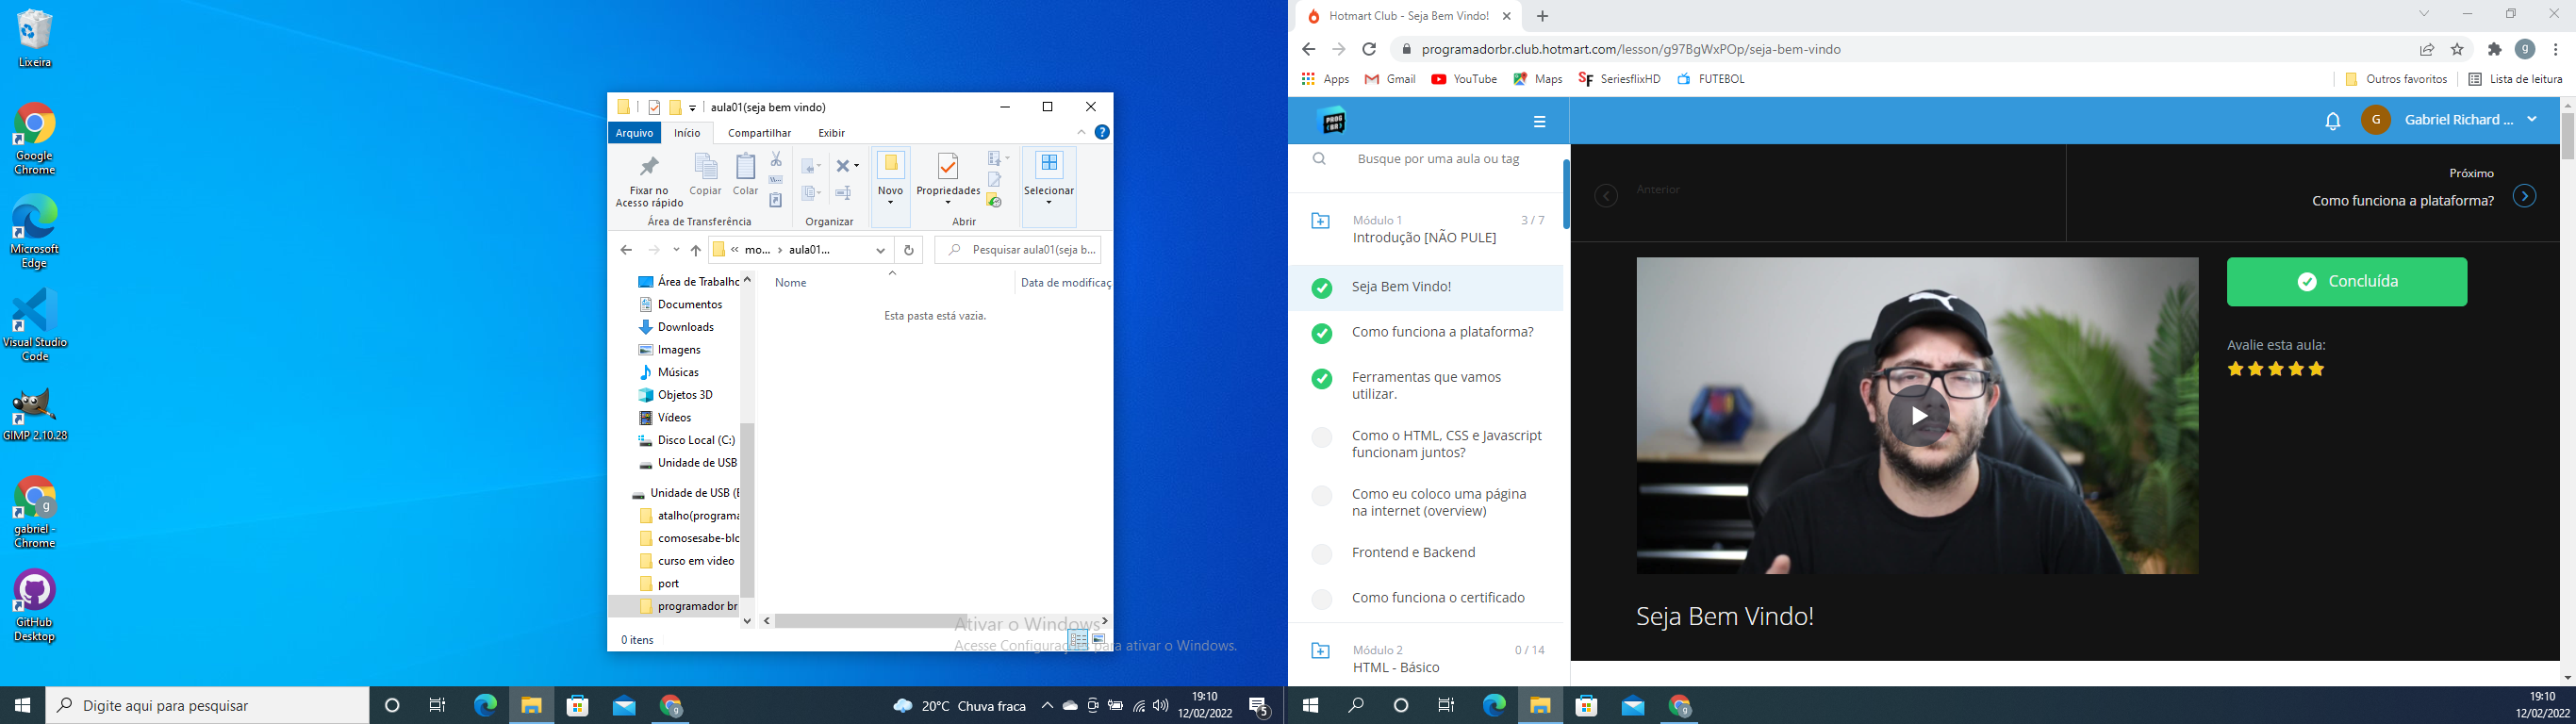 Lixeira
Google
Chrome
Microsoft
Edge
Visual Studio
Code
GIMP 2.10.28
gabriel -
Chrome
GitHub
Desktop
aula01(seja bem vindo)
Arquivo
Início
Compartilhar
Exibir
Fixar no
Acesso rápido
Copiar
Colar
Novo
Propriedades
Selecionar
Área de Transferência
Organizar
Abrir
« mo... › aula01...
Pesquisar aula01(seja b...
Nome
Data de modificaç
Esta pasta está vazia.
Área de Trabalho
Documentos
Downloads
Imagens
Músicas
Objetos 3D
Vídeos
Disco Local (C:)
Unidade de USB
Unidade de USB (E
atalho(programa
comosesabe-blo
curso em video
port
programador br
0 itens
Ativar o Windows
Acesse Configurações para ativar o Windows.
Digite aqui para pesquisar
20°C Chuva fraca
19:10
12/02/2022
5
Hotmart Club - Seja Bem Vindo!
programadorbr.club.hotmart.com/lesson/g97BgWxPOp/seja-bem-vindo
g
Apps
Gmail
YouTube
Maps
SF SeriesflixHD
FUTEBOL
Outros favoritos
Lista de leitura
PROG
{BR}
G
Gabriel Richard ...
Busque por uma aula ou tag
Módulo 1
3 / 7
Introdução [NÃO PULE]
Seja Bem Vindo!
Como funciona a plataforma?
Ferramentas que vamos
utilizar.
Como o HTML, CSS e Javascript
funcionam juntos?
Como eu coloco uma página
na internet (overview)
Frontend e Backend
Como funciona o certificado
Módulo 2
0 / 14
HTML - Básico
Anterior
Próximo
Como funciona a plataforma?
Concluída
Avalie esta aula:
Seja Bem Vindo!
19:10
12/02/2022